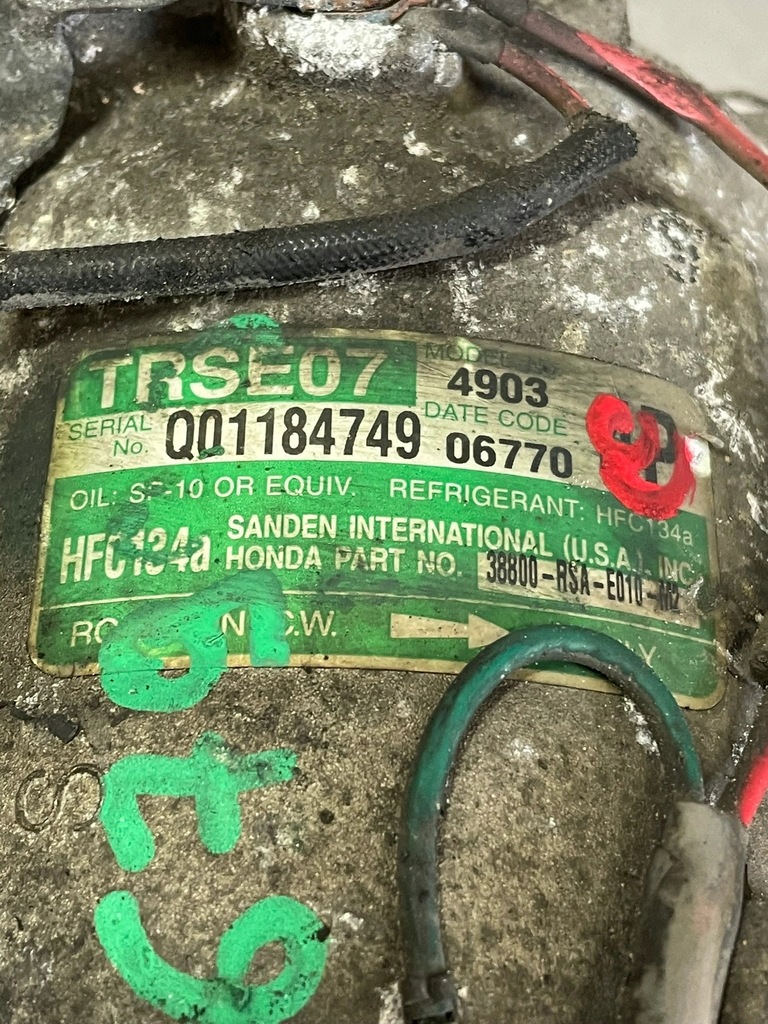 TRSE07
MODEL
4903
SERIAL No. Q01184749
DATE CODE
06770
OIL: SP-10 OR EQUIV. REFRIGERANT: HFC134a
HFC134a SANDEN INTERNATIONAL (U.S.A.), INC.
HONDA PART NO. 38800-RSA-E010-M2
C.W.
S